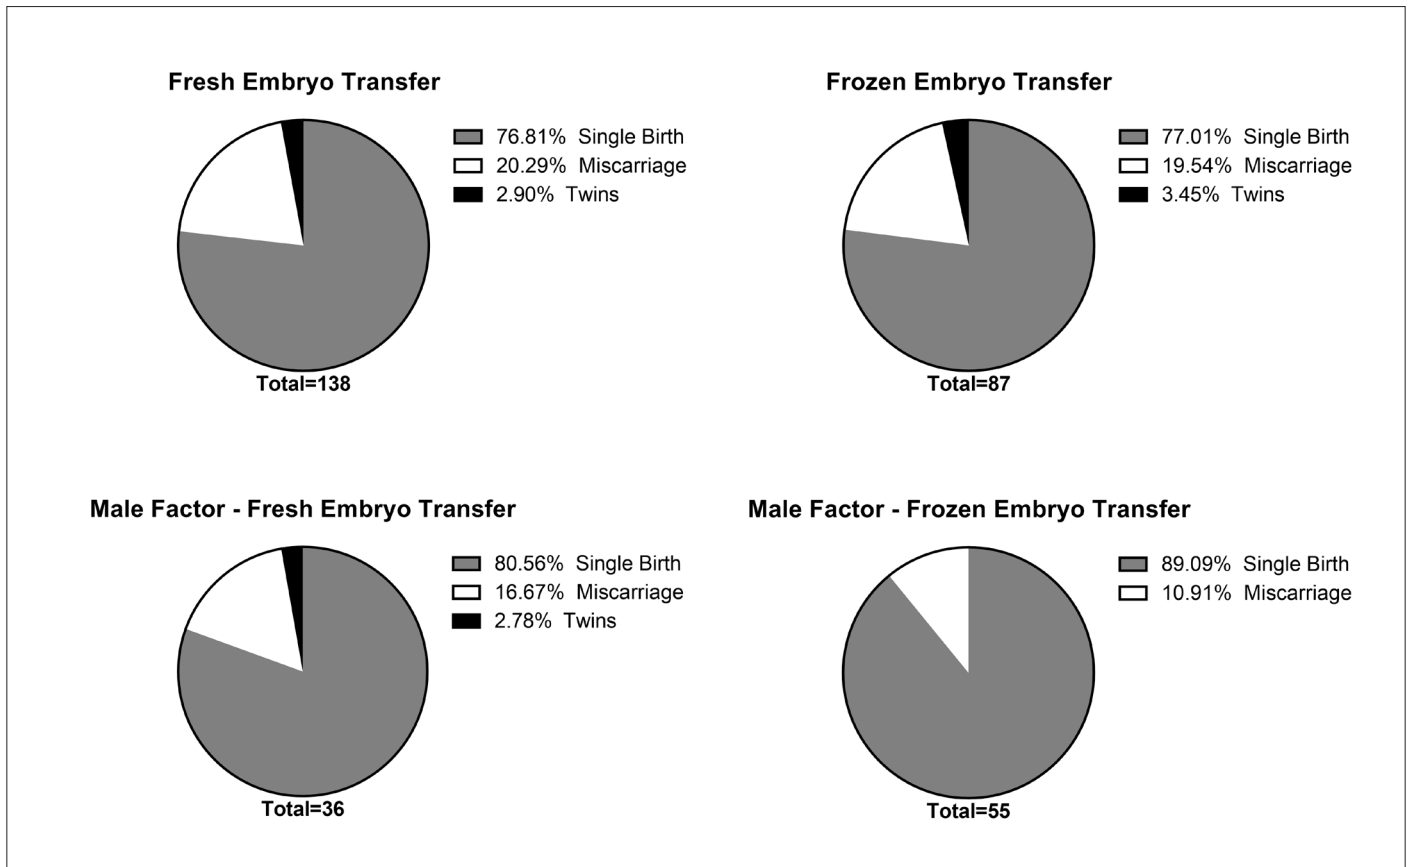 Fresh Embryo Transfer
76.81% Single Birth
20.29% Miscarriage
2.90% Twins
Total=138
Frozen Embryo Transfer
77.01% Single Birth
19.54% Miscarriage
3.45% Twins
Total=87
Male Factor - Fresh Embryo Transfer
80.56% Single Birth
16.67% Miscarriage
2.78% Twins
Total=36
Male Factor - Frozen Embryo Transfer
89.09% Single Birth
10.91% Miscarriage
Total=55